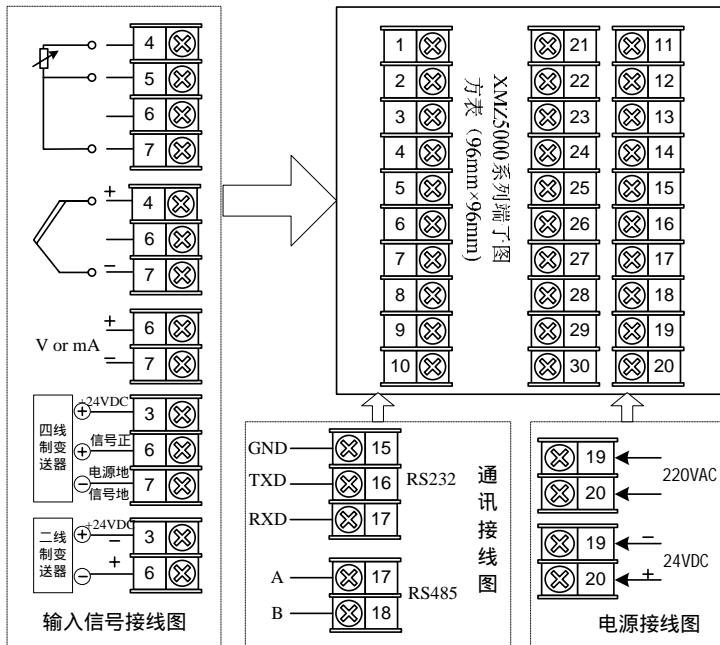 4
5
6
7
+
4
6
−
7
V or mA
+
6
−
7
四线
制变
送器
+
+24VDC
3
+
信号正
6
−
电源地
信号地
7
二线
制变
送器
+
+24VDC
−
3
−
+
6
输入信号接线图
1
2
3
4
5
6
7
8
9
10
XMZ5000系列端子图
方表（96mm×96mm)
21
22
23
24
25
26
27
28
29
30
11
12
13
14
15
16
17
18
19
20
GND
15
TXD
16
RXD
17
RS232
A
17
B
18
RS485
通讯接线图
19
20
220VAC
19
−
20
+
24VDC
电源接线图